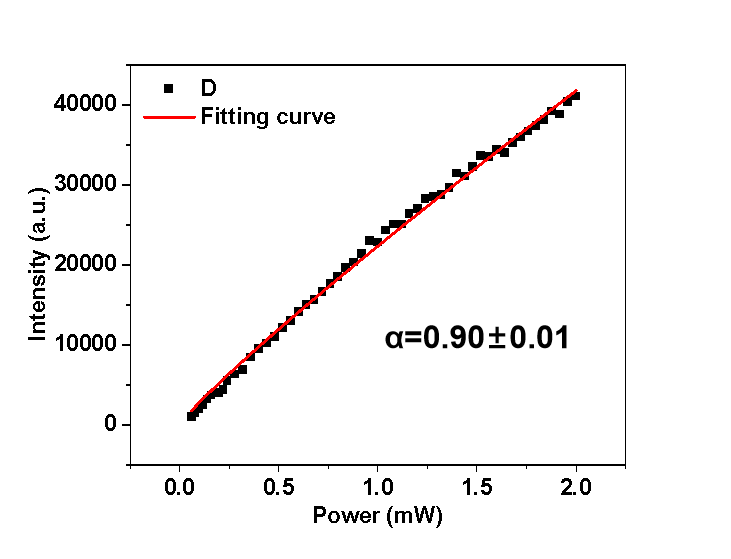 D
Fitting curve
40000
30000
20000
10000
0
Intensity (a.u.)
α=0.90±0.01
0.0 0.5 1.0 1.5 2.0
Power (mW)